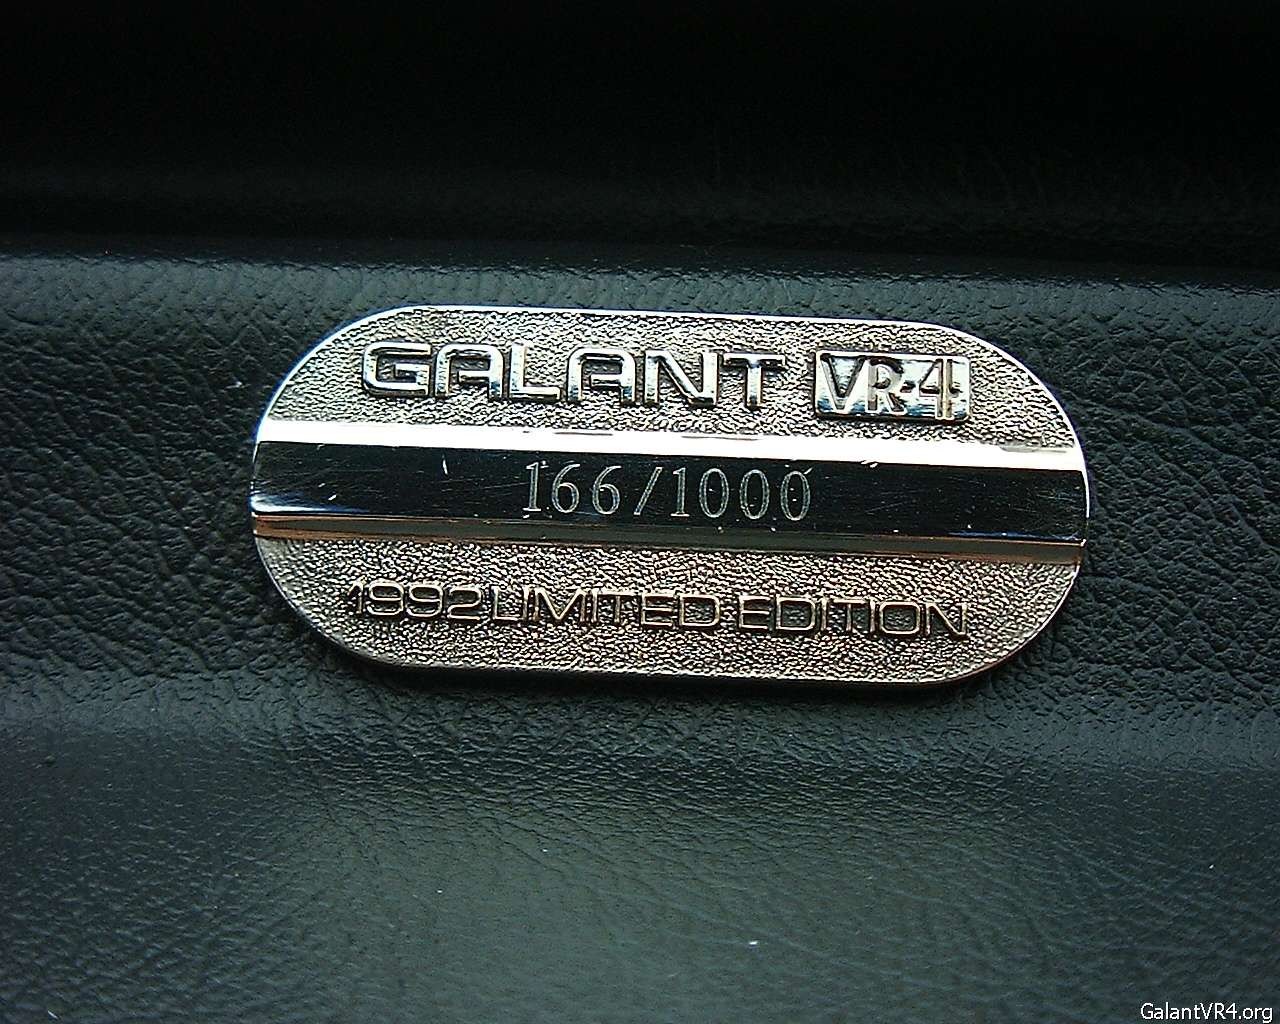 GALANT VR-4
166/1000
1992 LIMITED EDITION
GalantVR4.org